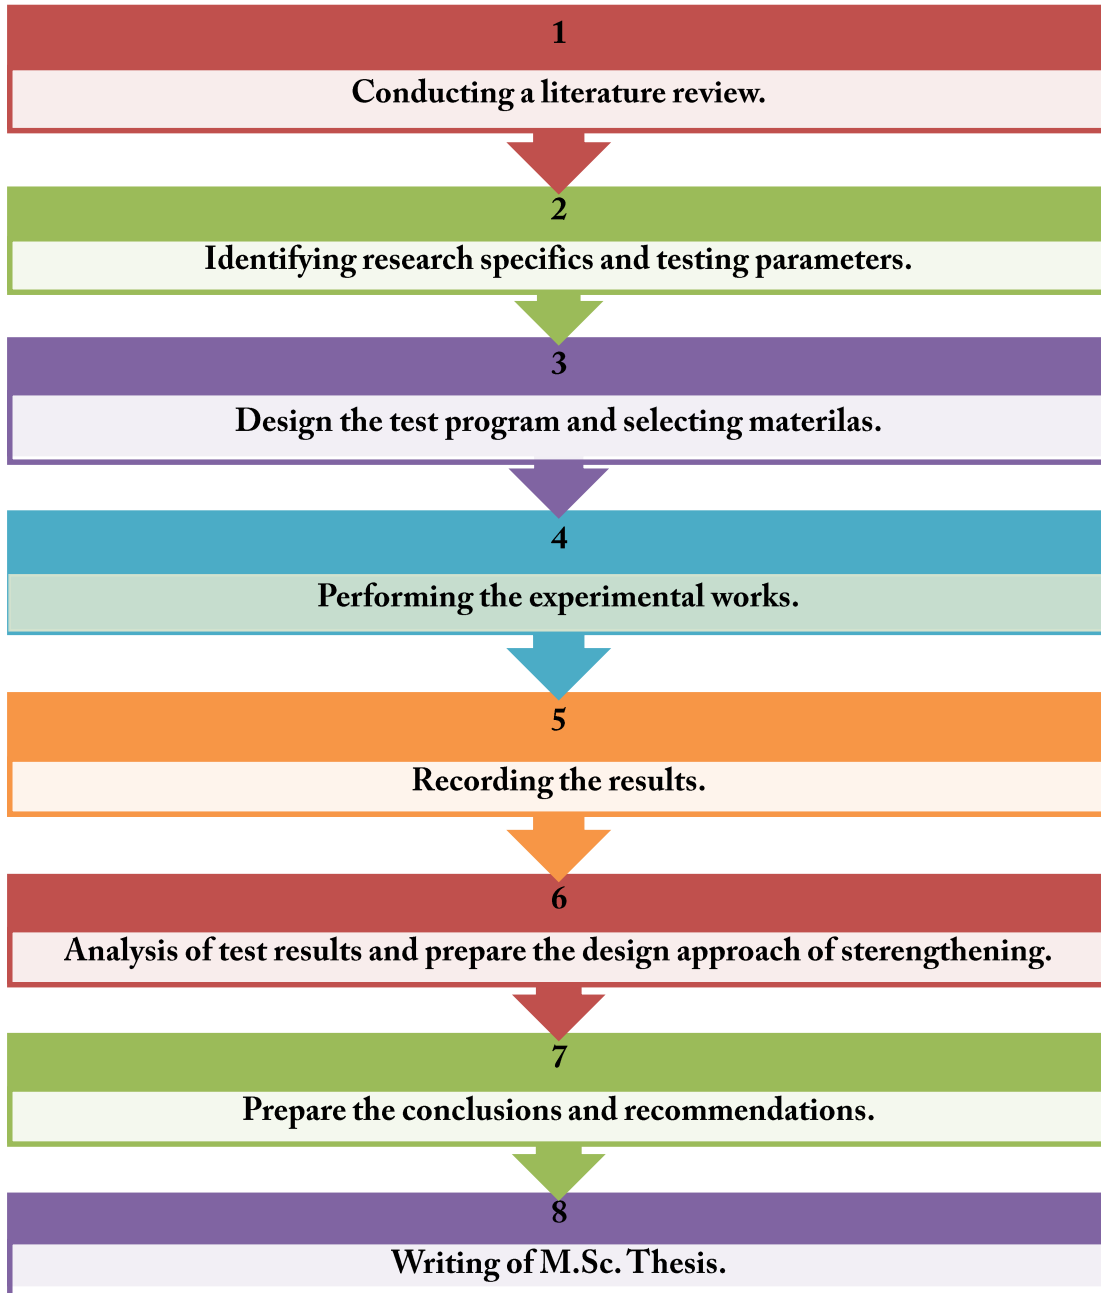 1
Conducting a literature review.
2
Identifying research specifics and testing parameters.
3
Design the test program and selecting materilas.
4
Performing the experimental works.
5
Recording the results.
6
Analysis of test results and prepare the design approach of sterengthening.
7
Prepare the conclusions and recommendations.
8
Writing of M.Sc. Thesis.